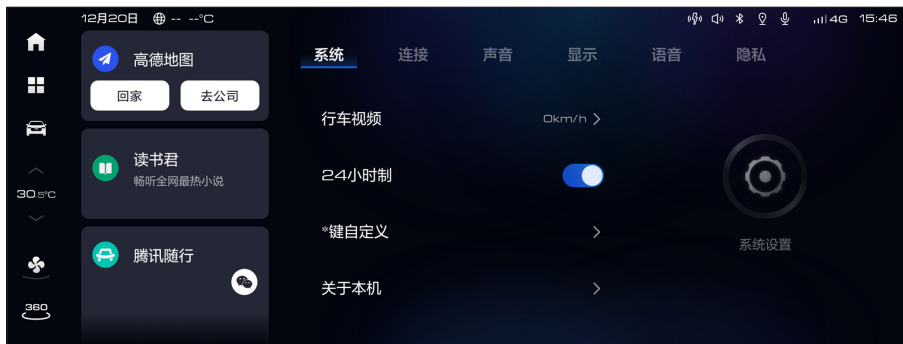 12月20日 -- --°C
4G 15:46
高德地图
回家 去公司
读书君
畅听全网最热小说
腾讯随行
30.5°C
360
系统 连接 声音 显示 语音 隐私
行车视频 0km/h
24小时制
*键自定义
关于本机
系统设置